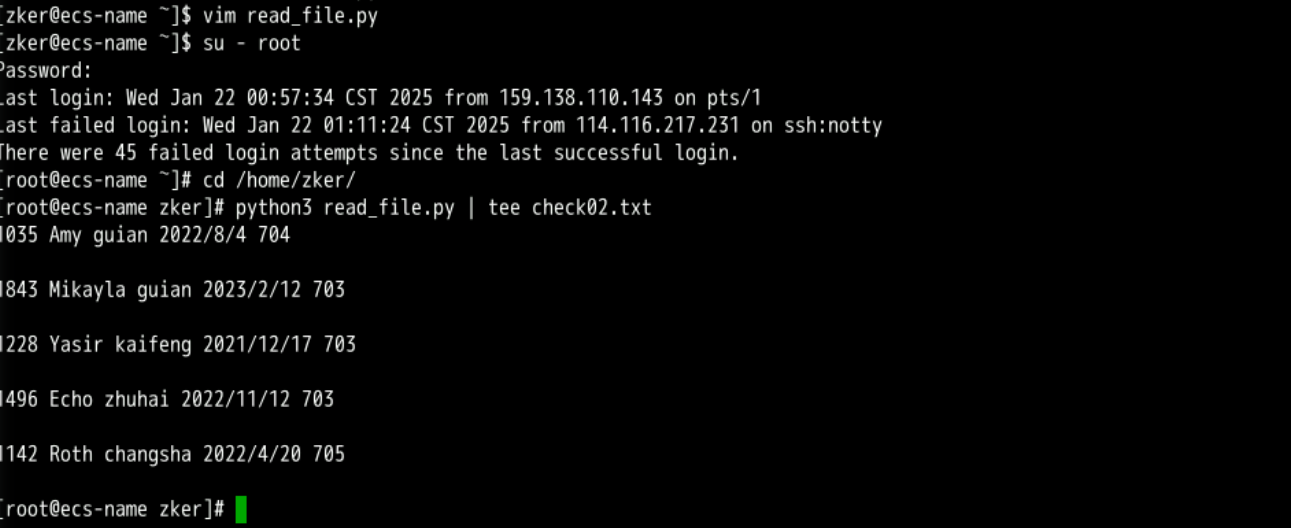 [zker@ecs-name ~]$ vim read_file.py
[zker@ecs-name ~]$ su - root
Password:
Last login: Wed Jan 22 00:57:34 CST 2025 from 159.138.110.143 on pts/1
Last failed login: Wed Jan 22 01:11:24 CST 2025 from 114.116.217.231 on ssh:notty
There were 45 failed login attempts since the last successful login.
[root@ecs-name ~]# cd /home/zker/
[root@ecs-name zker]# python3 read_file.py | tee check02.txt
1035 Amy guian 2022/8/4 704
1843 Mikayla guian 2023/2/12 703
1228 Yasir kaifeng 2021/12/17 703
1496 Echo zhuhai 2022/11/12 703
1142 Roth changsha 2022/4/20 705
[root@ecs-name zker]#